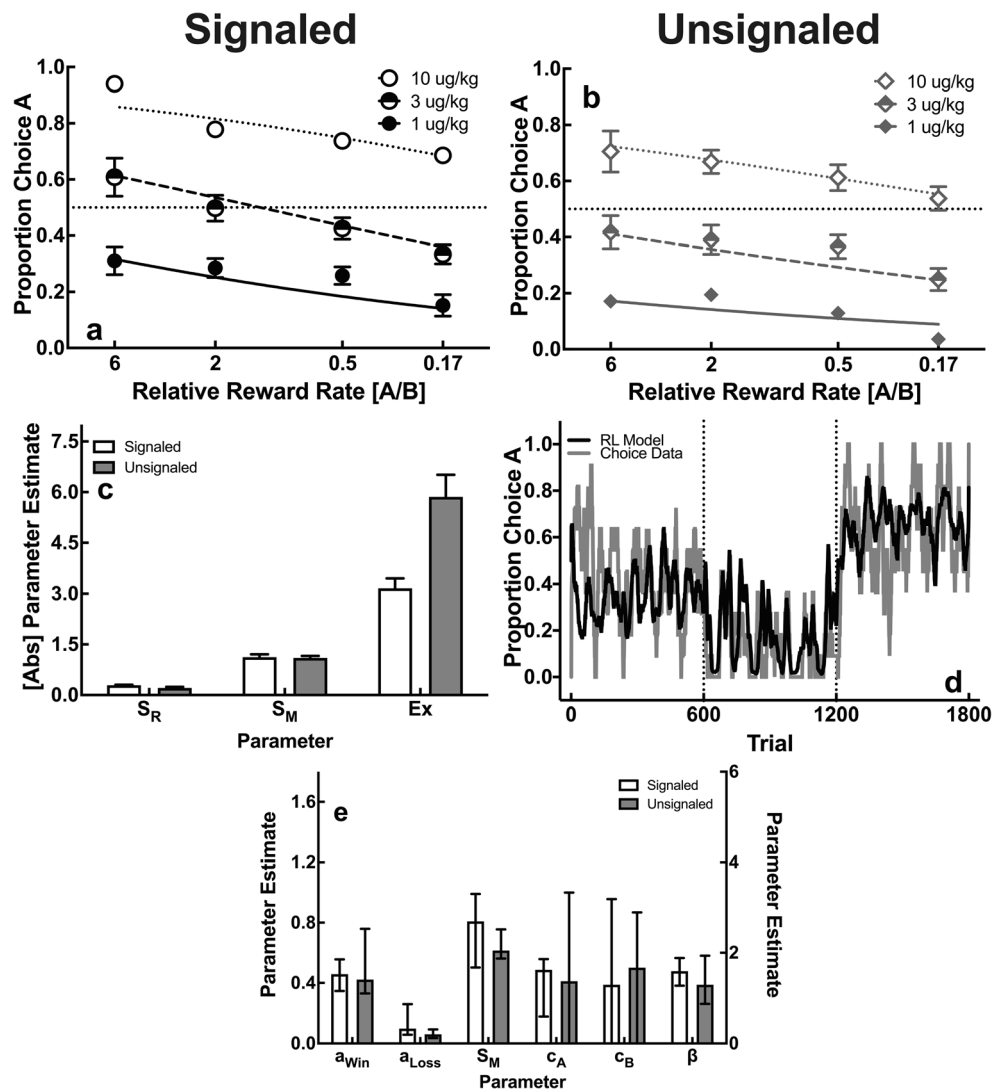 Signaled
Unsignaled
1.0
0.8
0.6
0.4
0.2
0.0
Proportion Choice A
10 ug/kg
3 ug/kg
1 ug/kg
a
6 2 0.5 0.17
Relative Reward Rate [A/B]
1.0
0.8
0.6
0.4
0.2
0.0
Proportion Choice A
b
10 ug/kg
3 ug/kg
1 ug/kg
6 2 0.5 0.17
Relative Reward Rate [A/B]
7.5
6.0
4.5
3.0
1.5
0.0
[Abs] Parameter Estimate
Signaled
Unsignaled
c
SR SM Ex
Parameter
1.0
0.8
0.6
0.4
0.2
0.0
Proportion Choice A
RL Model
Choice Data
d
0 600 1200 1800
Trial
1.6
1.2
0.8
0.4
0.0
Parameter Estimate
e
Signaled
Unsignaled
6
4
2
0
Parameter Estimate
aWin aLoss SM cA cB β
Parameter